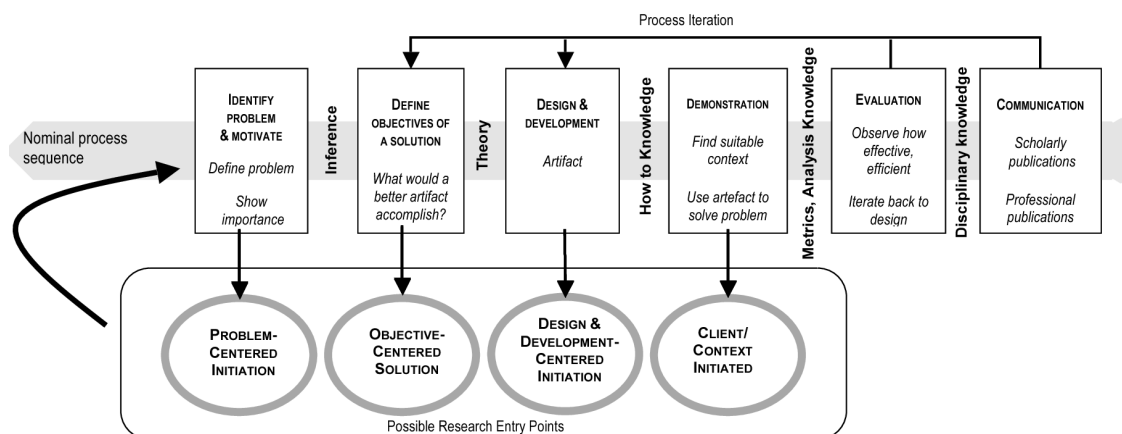 Process Iteration
Nominal process
sequence
IDENTIFY
PROBLEM
& MOTIVATE
Define problem
Show
importance
Inference
DEFINE
OBJECTIVES OF
A SOLUTION
What would a
better artifact
accomplish?
Theory
DESIGN &
DEVELOPMENT
Artifact
How to Knowledge
DEMONSTRATION
Find suitable
context
Use artefact to
solve problem
Metrics, Analysis Knowledge
EVALUATION
Observe how
effective,
efficient
Iterate back to
design
Disciplinary knowledge
COMMUNICATION
Scholarly
publications
Professional
publications
PROBLEM-
CENTERED
INITIATION
OBJECTIVE-
CENTERED
SOLUTION
DESIGN &
DEVELOPMENT-
CENTERED
INITIATION
CLIENT/
CONTEXT
INITIATED
Possible Research Entry Points